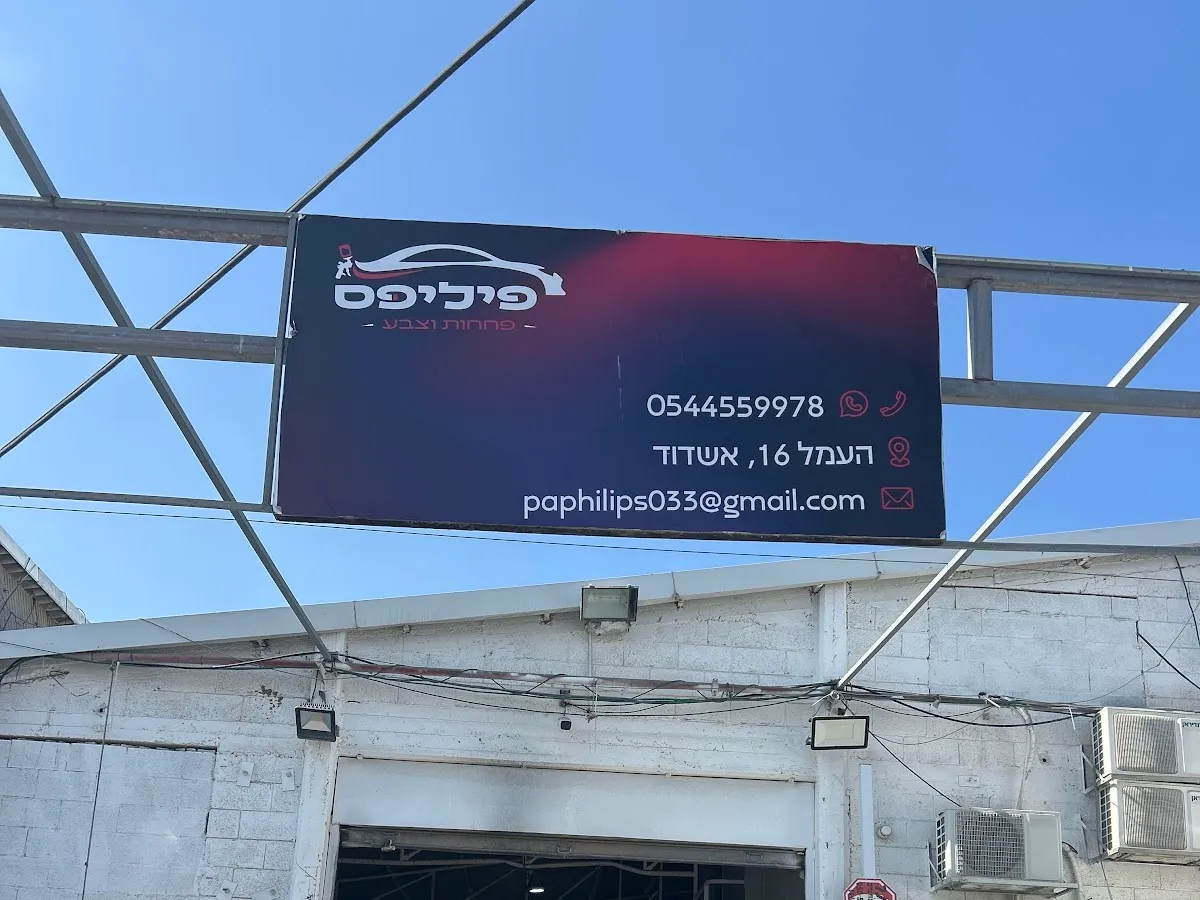 פיליפס
פחחות וצבע
0544559978
העמל 16, אשדוד
paphilips033@gmail.com